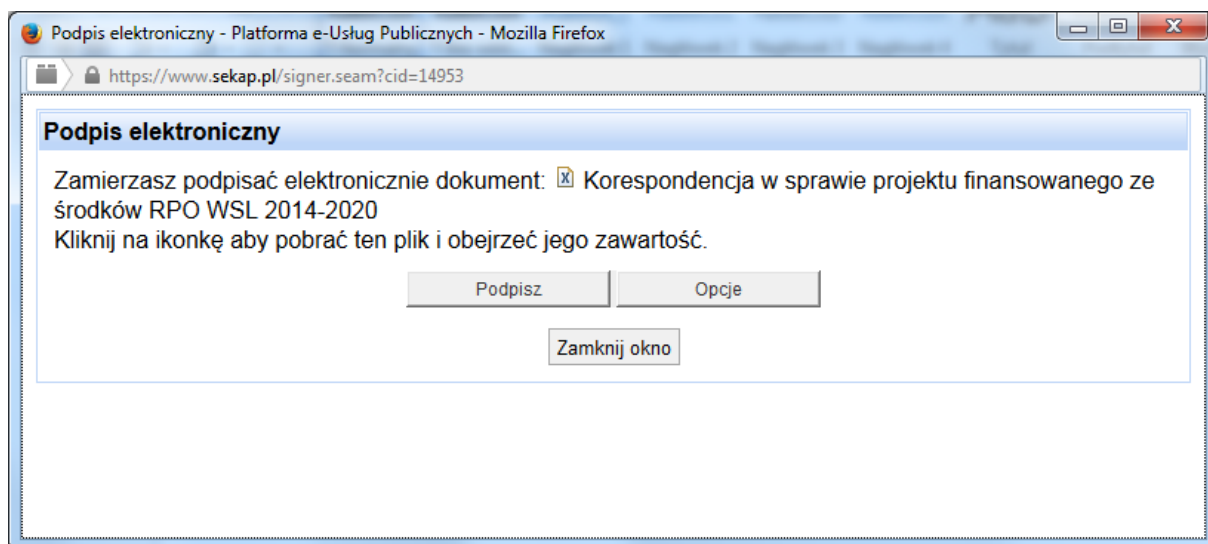 Podpis elektroniczny - Platforma e-Usług Publicznych - Mozilla Firefox
https://www.sekap.pl/signer.seam?cid=14953
Podpis elektroniczny
Zamierzasz podpisać elektronicznie dokument: Korespondencja w sprawie projektu finansowanego ze
środków RPO WSL 2014-2020
Kliknij na ikonkę aby pobrać ten plik i obejrzeć jego zawartość.
Podpisz Opcje
Zamknij okno